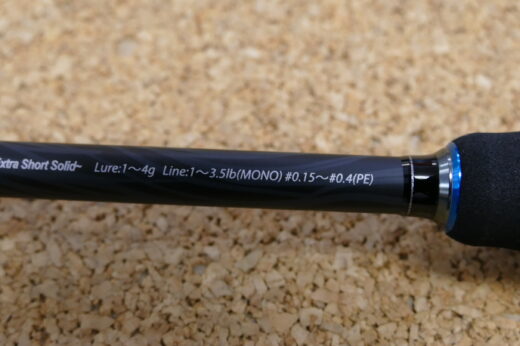 Extra Short Solid~ Lure:1～4g Line:1～3.5lb(MONO) #0.15～#0.4(PE)